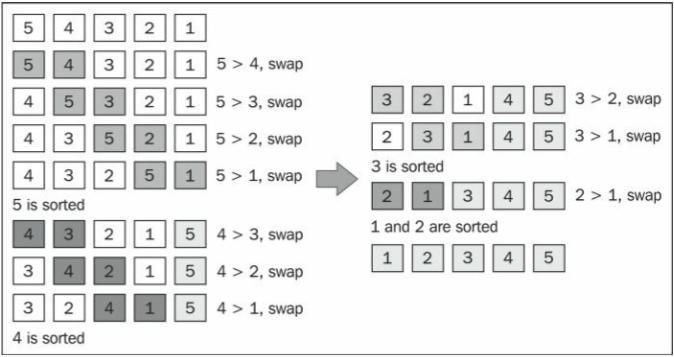 5 4 3 2 1
5 4 3 2 1 5 > 4, swap
4 5 3 2 1 5 > 3, swap
4 3 5 2 1 5 > 2, swap
4 3 2 5 1 5 > 1, swap
5 is sorted
4 3 2 1 5 4 > 3, swap
3 4 2 1 5 4 > 2, swap
3 2 4 1 5 4 > 1, swap
4 is sorted
3 2 1 4 5 3 > 2, swap
2 3 1 4 5 3 > 1, swap
3 is sorted
2 1 3 4 5 2 > 1, swap
1 and 2 are sorted
1 2 3 4 5